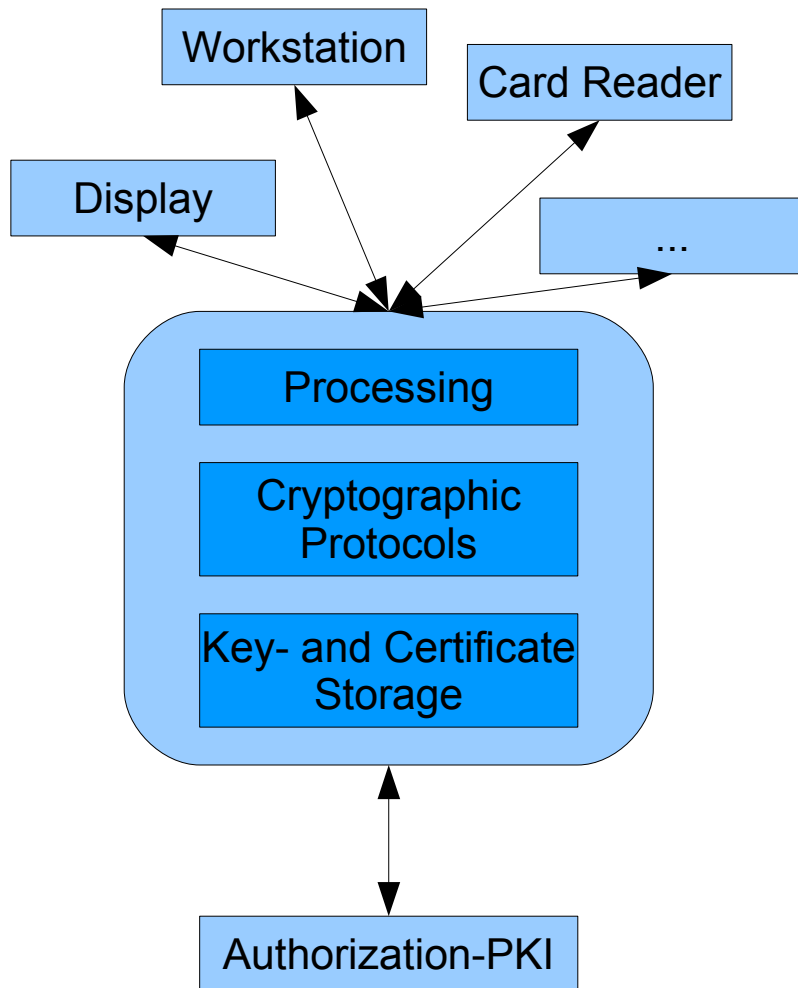 Workstation
Card Reader
Display
...
Processing
Cryptographic
Protocols
Key- and Certificate
Storage
Authorization-PKI